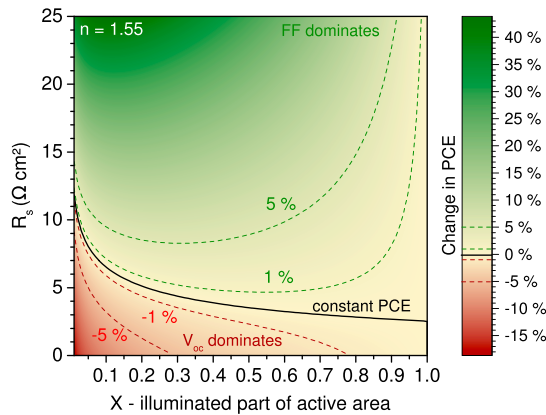 n = 1.55
FF dominates
5 %
1 %
constant PCE
-1 %
-5 %
Voc dominates
25
20
15
10
5
0
Rs (Ω cm²)
0.1 0.2 0.3 0.4 0.5 0.6 0.7 0.8 0.9 1.0
X - illuminated part of active area
40 %
35 %
30 %
25 %
20 %
15 %
10 %
5 %
0 %
-5 %
-10 %
-15 %
Change in PCE